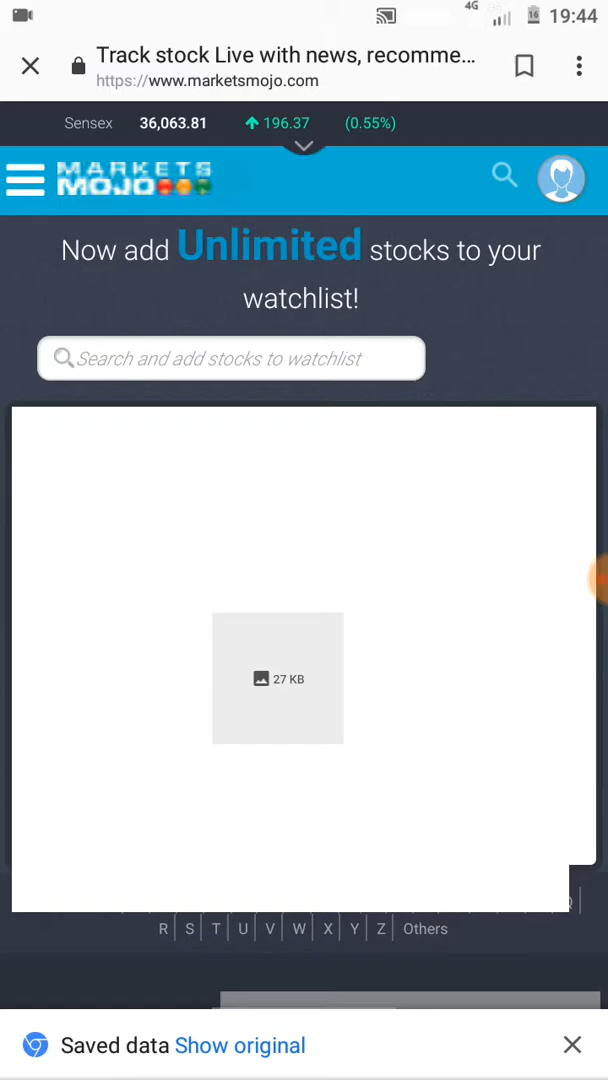 4G 16 19:44
Track stock Live with news, recomme...
https://www.marketsmojo.com
Sensex 36,063.81 196.37 (0.55%)
MARKETS
MOJO
Now add Unlimited stocks to your
watchlist!
Search and add stocks to watchlist
27 KB
R S T U V W X Y Z Others
Saved data Show original